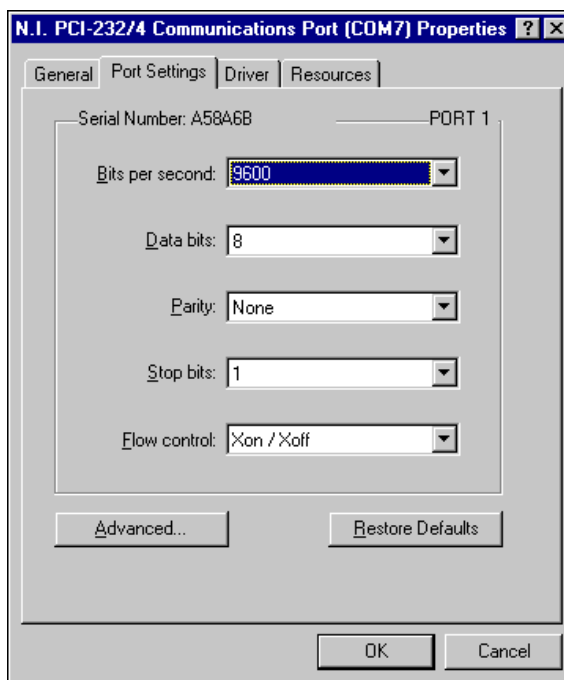 N.I. PCI-232/4 Communications Port (COM7) Properties ? X
General Port Settings Driver Resources
Serial Number: A58A6B PORT 1
Bits per second: 9600
Data bits: 8
Parity: None
Stop bits: 1
Flow control: Xon / Xoff
Advanced... Restore Defaults
OK Cancel